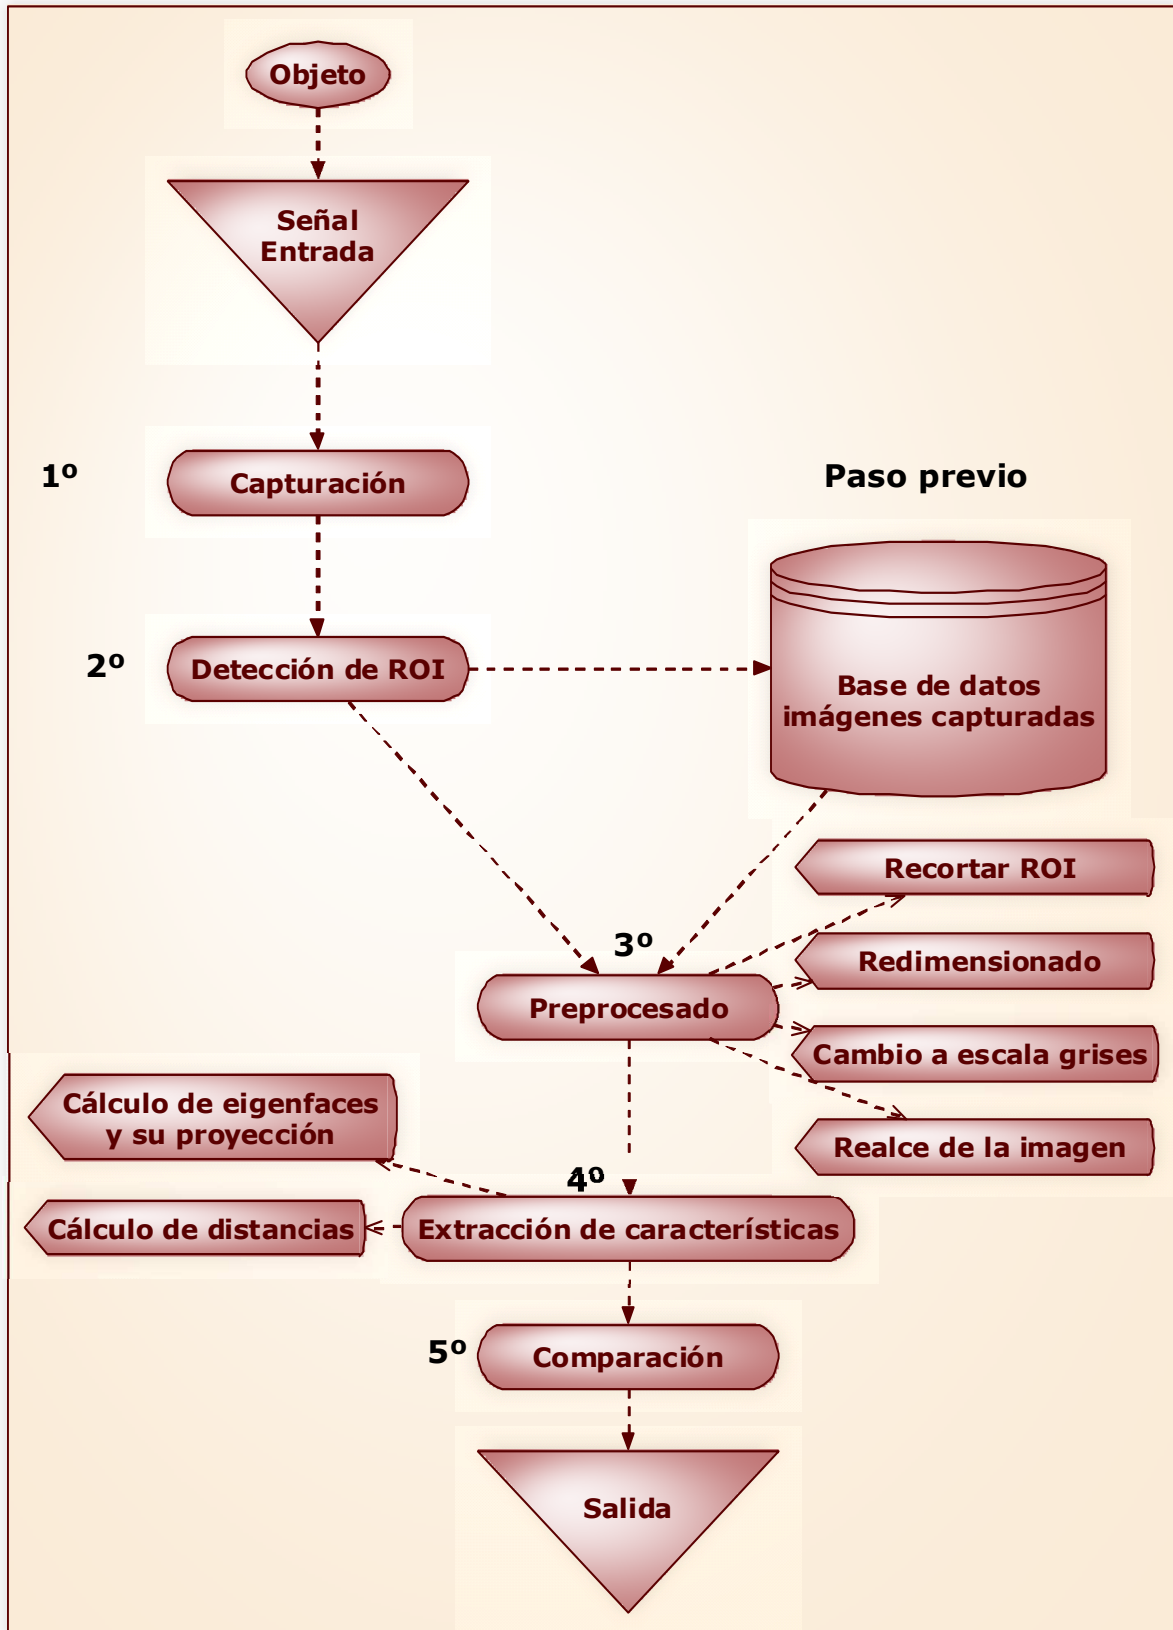 Objeto
Señal
Entrada
1º
Capturación
Paso previo
2º
Detección de ROI
Base de datos
imágenes capturadas
Recortar ROI
3º
Redimensionado
Preprocesado
Cambio a escala grises
Cálculo de eigenfaces
y su proyección
Realce de la imagen
4º
Cálculo de distancias
Extracción de características
5º
Comparación
Salida